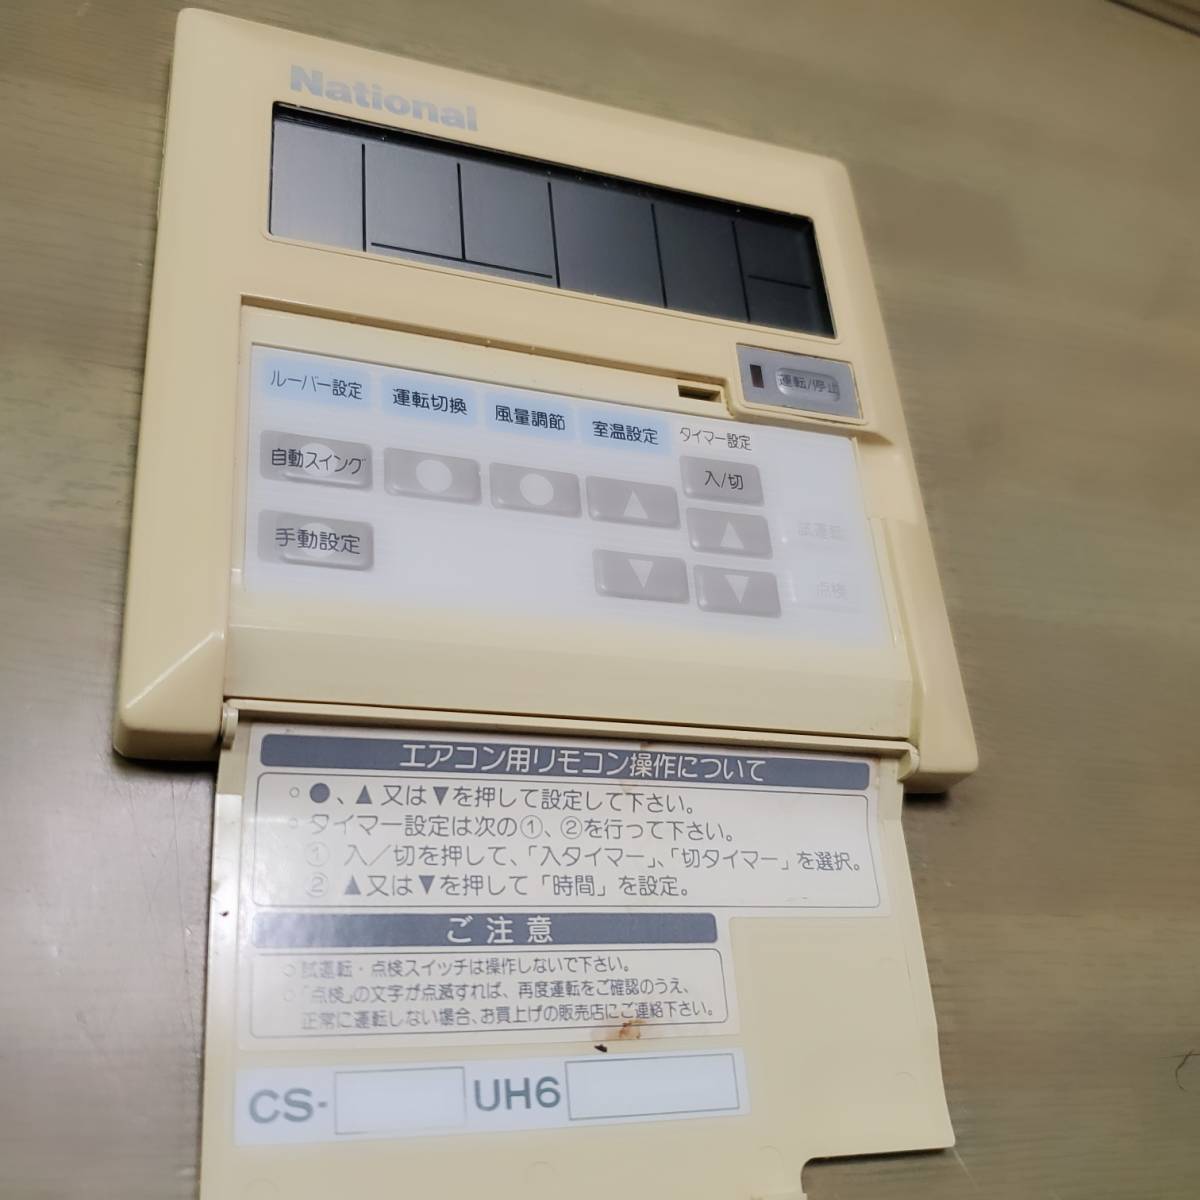 National
運転/停止
ルーバー設定 運転切換 風量調節 室温設定 タイマー設定
自動スイング ● ● ▲ 入/切
▲ 試運転
手動設定 ▼ ▼ 点検
エアコン用リモコン操作について
○ ●、▲又は▼を押して設定して下さい。
○ タイマー設定は次の①、②を行って下さい。
① 入/切を押して、「入タイマー」、「切タイマー」を選択。
② ▲又は▼を押して「時間」を設定。
ご注意
○ 試運転・点検スイッチは操作しないで下さい。
○ 「点検」の文字が点滅すれば、再度運転をご確認のうえ、
正常に運転しない場合、お買上げの販売店にご連絡下さい。
CS- UH6